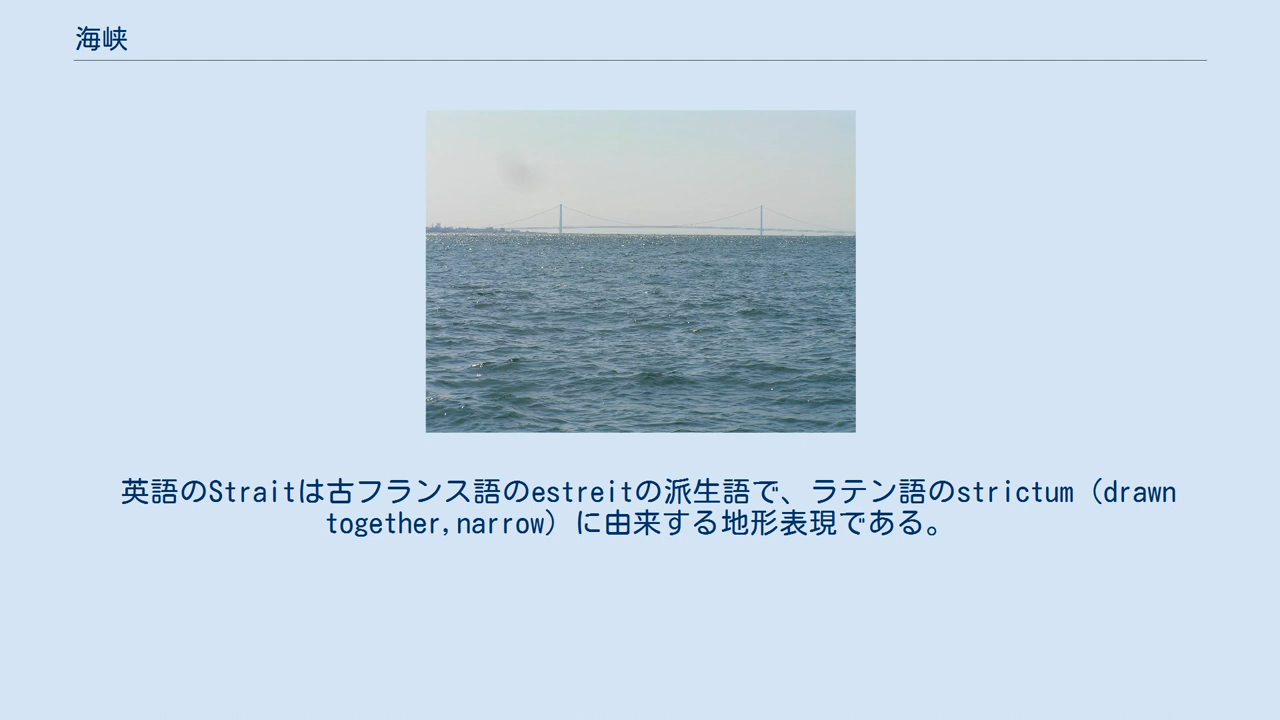 海峡
英語のStraitは古フランス語のestreitの派生語で、ラテン語のstrictum（drawn
together,narrow）に由来する地形表現である。